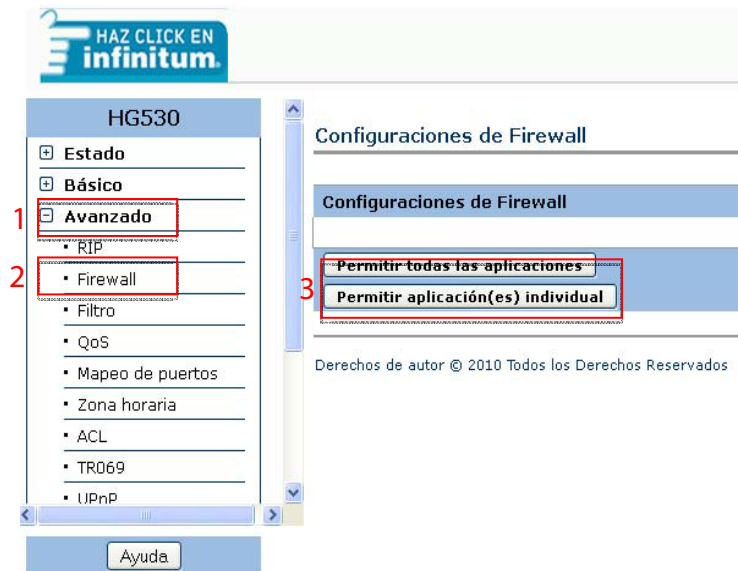 HAZ CLICK EN
infinitum.
HG530
Estado
Básico
1
Avanzado
RIP
2
Firewall
Filtro
QoS
Mapeo de puertos
Zona horaria
ACL
TR069
UPnP
Ayuda
Configuraciones de Firewall
Configuraciones de Firewall
Permitir todas las aplicaciones
3
Permitir aplicación(es) individual
Derechos de autor © 2010 Todos los Derechos Reservados